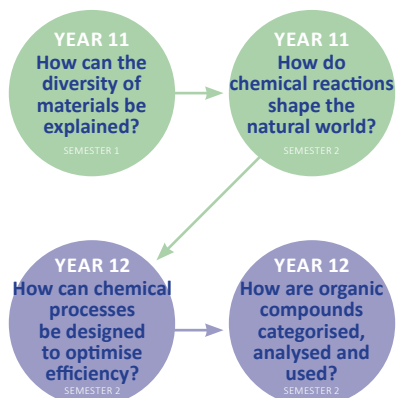 YEAR 11
How can the
diversity of
materials be
explained?
SEMESTER 1
YEAR 11
How do
chemical reactions
shape the
natural world?
SEMESTER 2
YEAR 12
How can chemical
processes
be designed
to optimise
efficiency?
SEMESTER 2
YEAR 12
How are organic
compounds
categorised,
analysed and
used?
SEMESTER 2